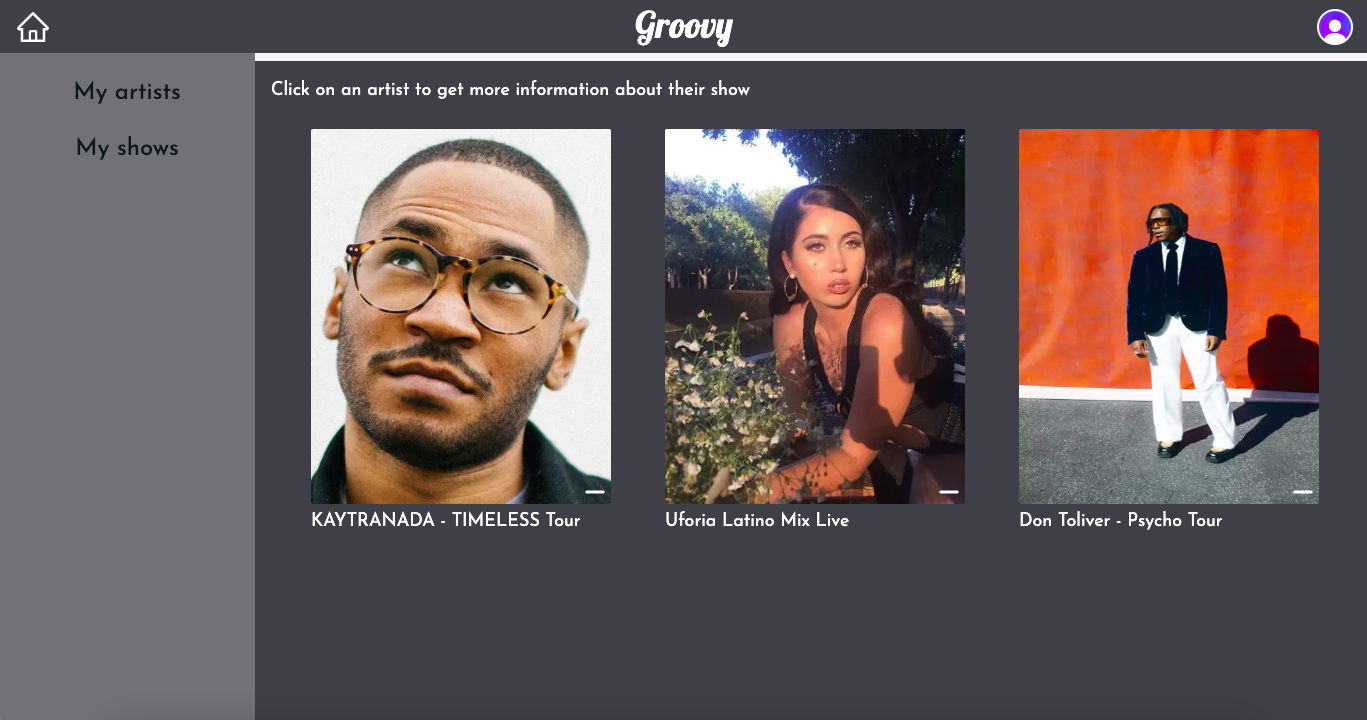 Groovy
My artists
My shows
Click on an artist to get more information about their show
KAYTRANADA - TIMELESS Tour
Uforia Latino Mix Live
Don Toliver - Psycho Tour